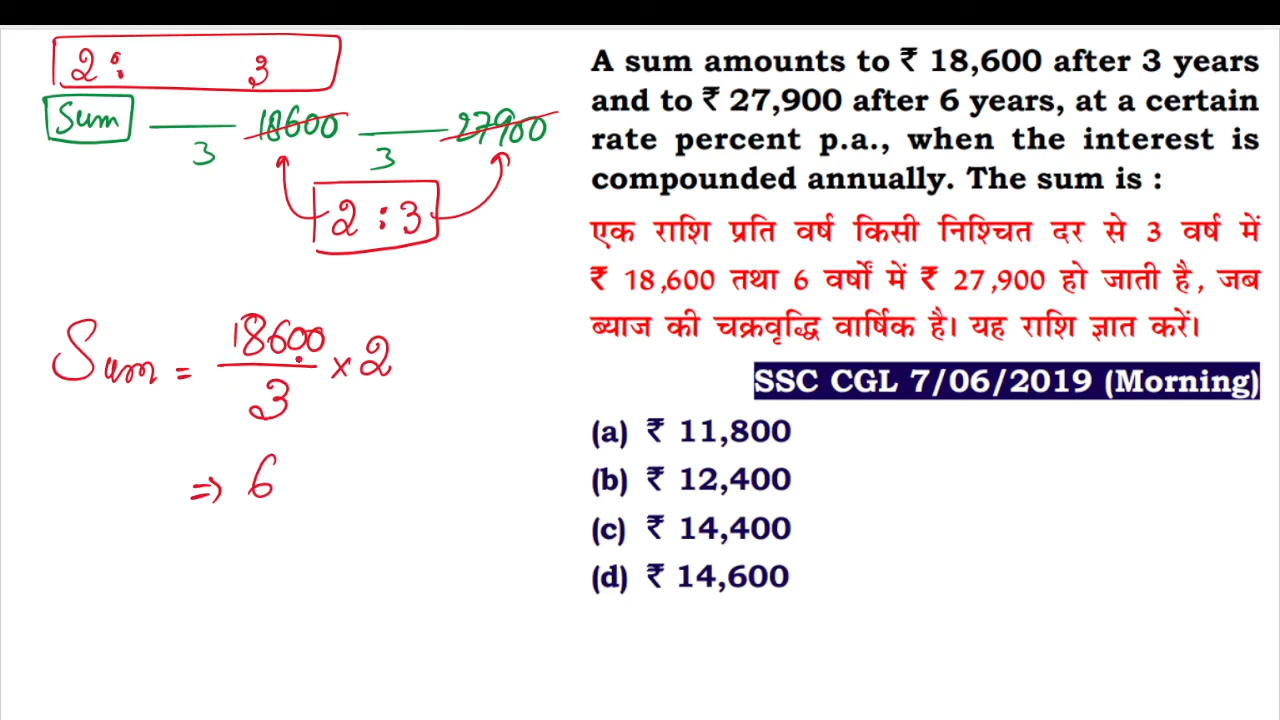 2 : 3
Sum 18600 27900
3 3
2 : 3
Sum = 18600/3 × 2
⇒ 6
A sum amounts to ₹ 18,600 after 3 years
and to ₹ 27,900 after 6 years, at a certain
rate percent p.a., when the interest is
compounded annually. The sum is :
एक राशि प्रति वर्ष किसी निश्चित दर से 3 वर्ष में
₹ 18,600 तथा 6 वर्षों में ₹ 27,900 हो जाती है, जब
ब्याज की चक्रवृद्धि वार्षिक है। यह राशि ज्ञात करें।
SSC CGL 7/06/2019 (Morning)
(a) ₹ 11,800
(b) ₹ 12,400
(c) ₹ 14,400
(d) ₹ 14,600